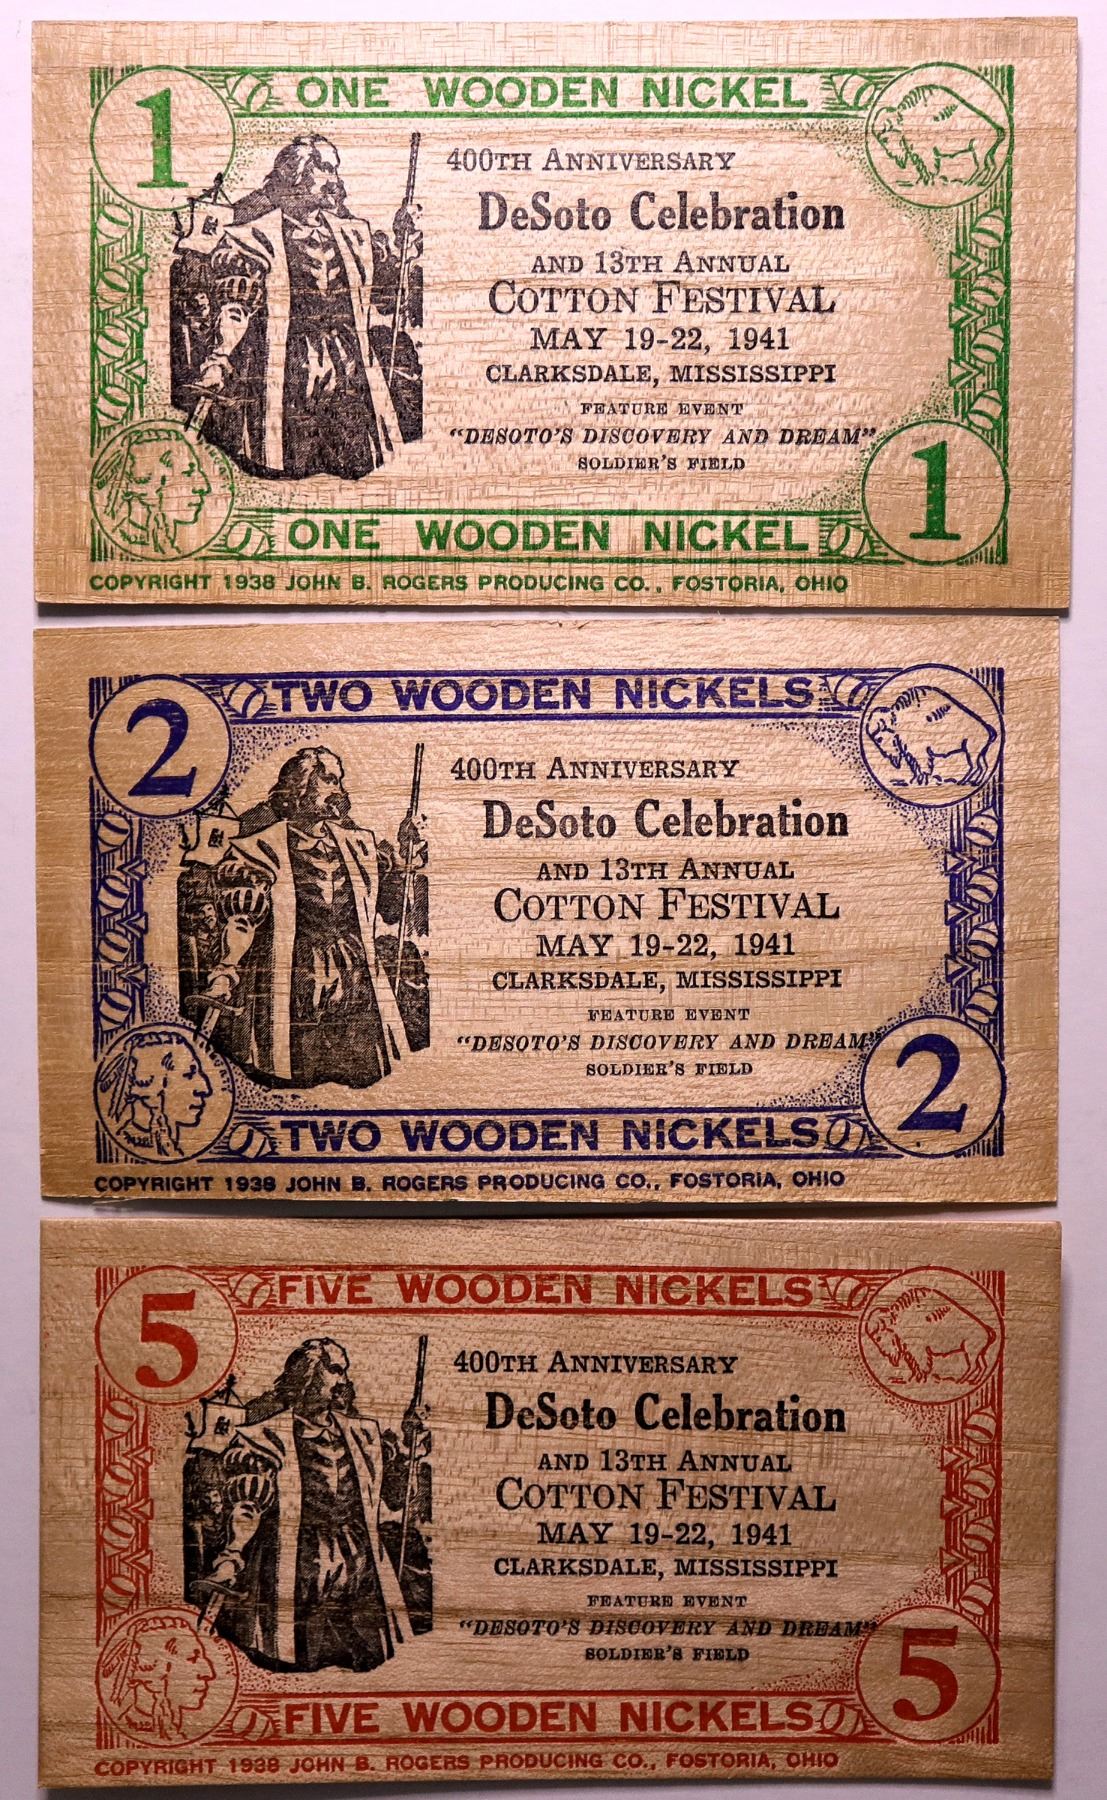 1
ONE WOODEN NICKEL
400TH ANNIVERSARY
DeSoto Celebration
AND 13TH ANNUAL
COTTON FESTIVAL
MAY 19-22, 1941
CLARKSDALE, MISSISSIPPI
FEATURE EVENT
"DESOTO'S DISCOVERY AND DREAM"
SOLDIER'S FIELD
1
ONE WOODEN NICKEL
COPYRIGHT 1938 JOHN B. ROGERS PRODUCING CO., FOSTORIA, OHIO
2
TWO WOODEN NICKELS
400TH ANNIVERSARY
DeSoto Celebration
AND 13TH ANNUAL
COTTON FESTIVAL
MAY 19-22, 1941
CLARKSDALE, MISSISSIPPI
FEATURE EVENT
"DESOTO'S DISCOVERY AND DREAM"
SOLDIER'S FIELD
2
TWO WOODEN NICKELS
COPYRIGHT 1938 JOHN B. ROGERS PRODUCING CO., FOSTORIA, OHIO
5
FIVE WOODEN NICKELS
400TH ANNIVERSARY
DeSoto Celebration
AND 13TH ANNUAL
COTTON FESTIVAL
MAY 19-22, 1941
CLARKSDALE, MISSISSIPPI
FEATURE EVENT
"DESOTO'S DISCOVERY AND DREAM"
SOLDIER'S FIELD
5
FIVE WOODEN NICKELS
COPYRIGHT 1938 JOHN B. ROGERS PRODUCING CO., FOSTORIA, OHIO